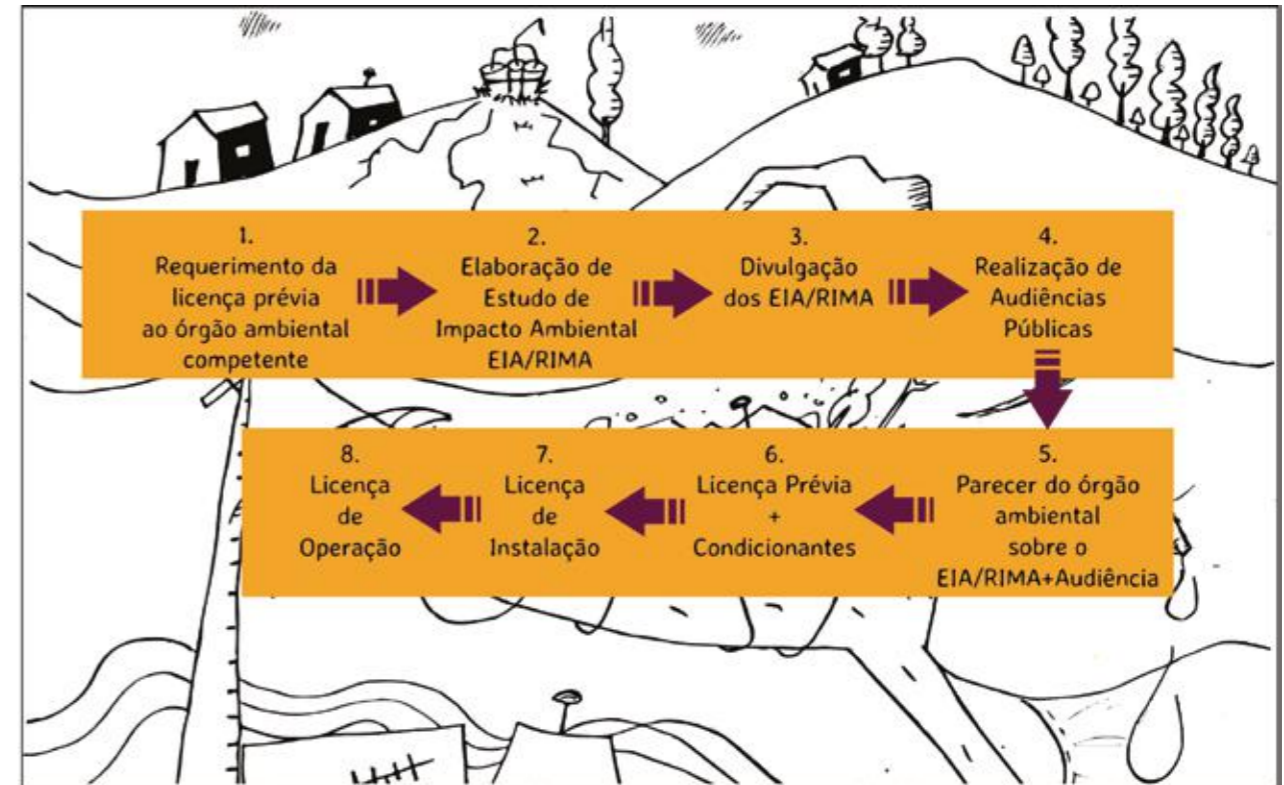 1.
Requerimento da
licença prévia
ao órgão ambiental
competente
2.
Elaboração de
Estudo de
Impacto Ambiental
EIA/RIMA
3.
Divulgação
dos EIA/RIMA
4.
Realização de
Audiências
Públicas
5.
Parecer do órgão
ambiental
sobre o
EIA/RIMA+Audiência
6.
Licença Prévia
+
Condicionantes
7.
Licença
de
Instalação
8.
Licença
de
Operação